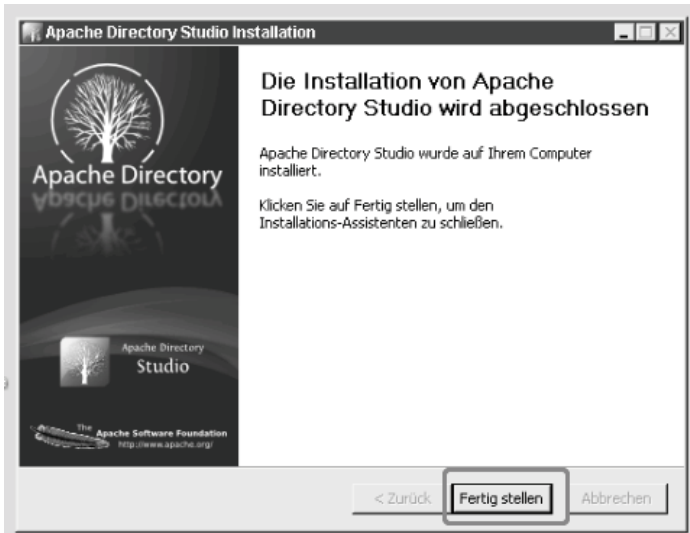 Apache Directory Studio Installation
Apache Directory
Die Installation von Apache
Directory Studio wird abgeschlossen
Apache Directory Studio wurde auf Ihrem Computer
installiert.
Klicken Sie auf Fertig stellen, um den
Installations-Assistenten zu schließen.
Apache Directory
Studio
The
Apache Software Foundation
http://www.apache.org/
< Zurück
Fertig stellen
Abbrechen